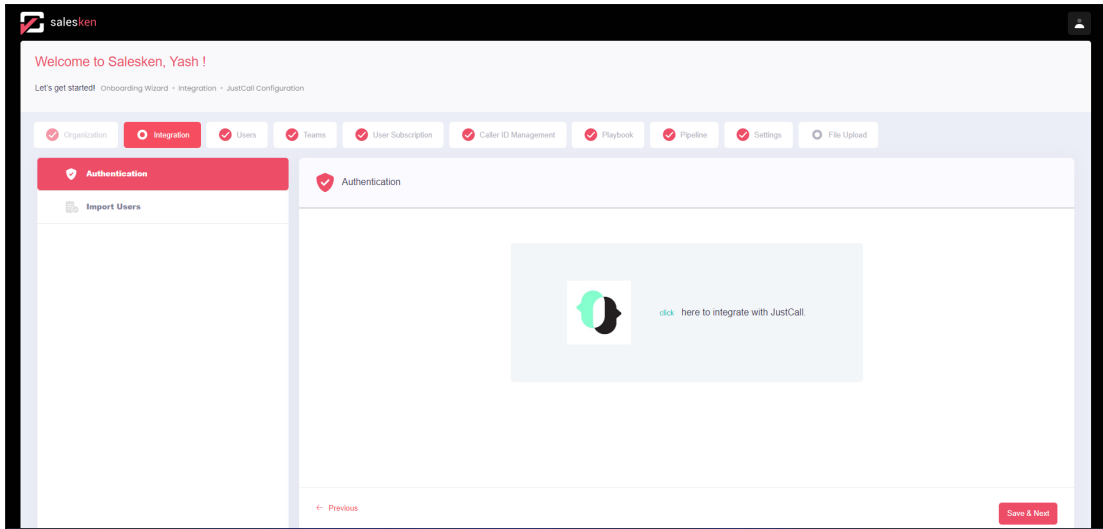 salesken
Welcome to Salesken, Yash !
Let's get started! Onboarding Wizard • Integration • JustCall Configuration
Organization Integration Users Teams User Subscription Caller ID Management Playbook Pipeline Settings File Upload
Authentication
Import Users
Authentication
click here to integrate with JustCall.
← Previous
Save & Next